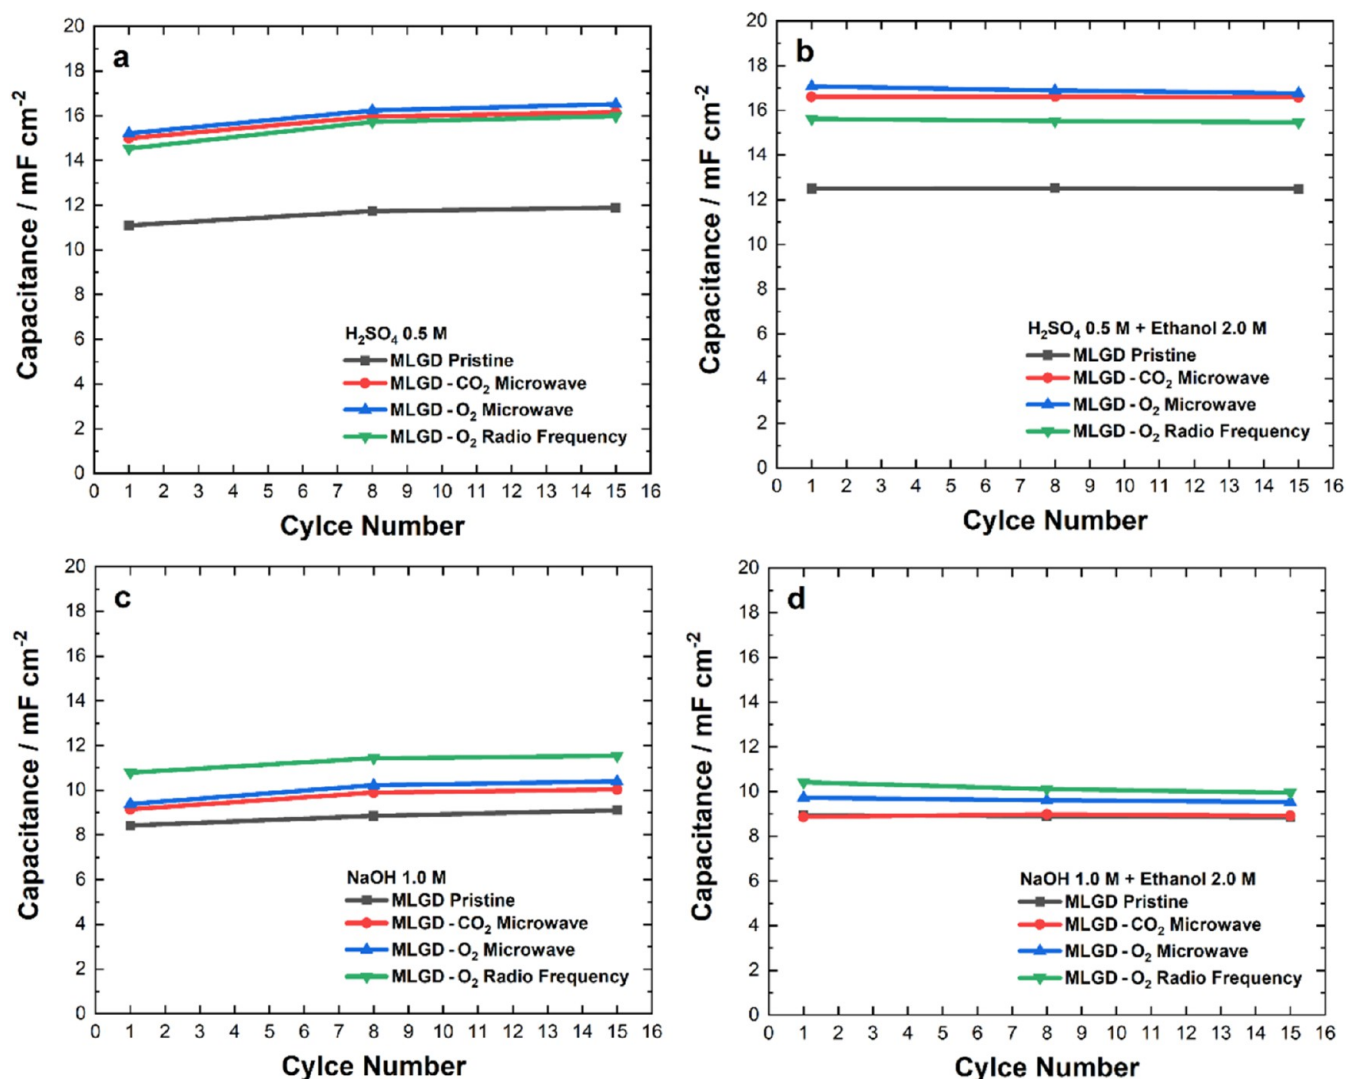 a
20
18
16
14
12
10
8
6
4
2
0
Capacitance / mF cm⁻²
H₂SO₄ 0.5 M
MLGD Pristine
MLGD - CO₂ Microwave
MLGD - O₂ Microwave
MLGD - O₂ Radio Frequency
0 1 2 3 4 5 6 7 8 9 10 11 12 13 14 15 16
Cylce Number
b
20
18
16
14
12
10
8
6
4
2
0
Capacitance / mF cm⁻²
H₂SO₄ 0.5 M + Ethanol 2.0 M
MLGD Pristine
MLGD - CO₂ Microwave
MLGD - O₂ Microwave
MLGD - O₂ Radio Frequency
0 1 2 3 4 5 6 7 8 9 10 11 12 13 14 15 16
Cylce Number
c
20
18
16
14
12
10
8
6
4
2
0
Capacitance / mF cm⁻²
NaOH 1.0 M
MLGD Pristine
MLGD - CO₂ Microwave
MLGD - O₂ Microwave
MLGD - O₂ Radio Frequency
0 1 2 3 4 5 6 7 8 9 10 11 12 13 14 15 16
Cylce Number
d
20
18
16
14
12
10
8
6
4
2
0
Capacitance / mF cm⁻²
NaOH 1.0 M + Ethanol 2.0 M
MLGD Pristine
MLGD - CO₂ Microwave
MLGD - O₂ Microwave
MLGD - O₂ Radio Frequency
0 1 2 3 4 5 6 7 8 9 10 11 12 13 14 15 16
Cylce Number